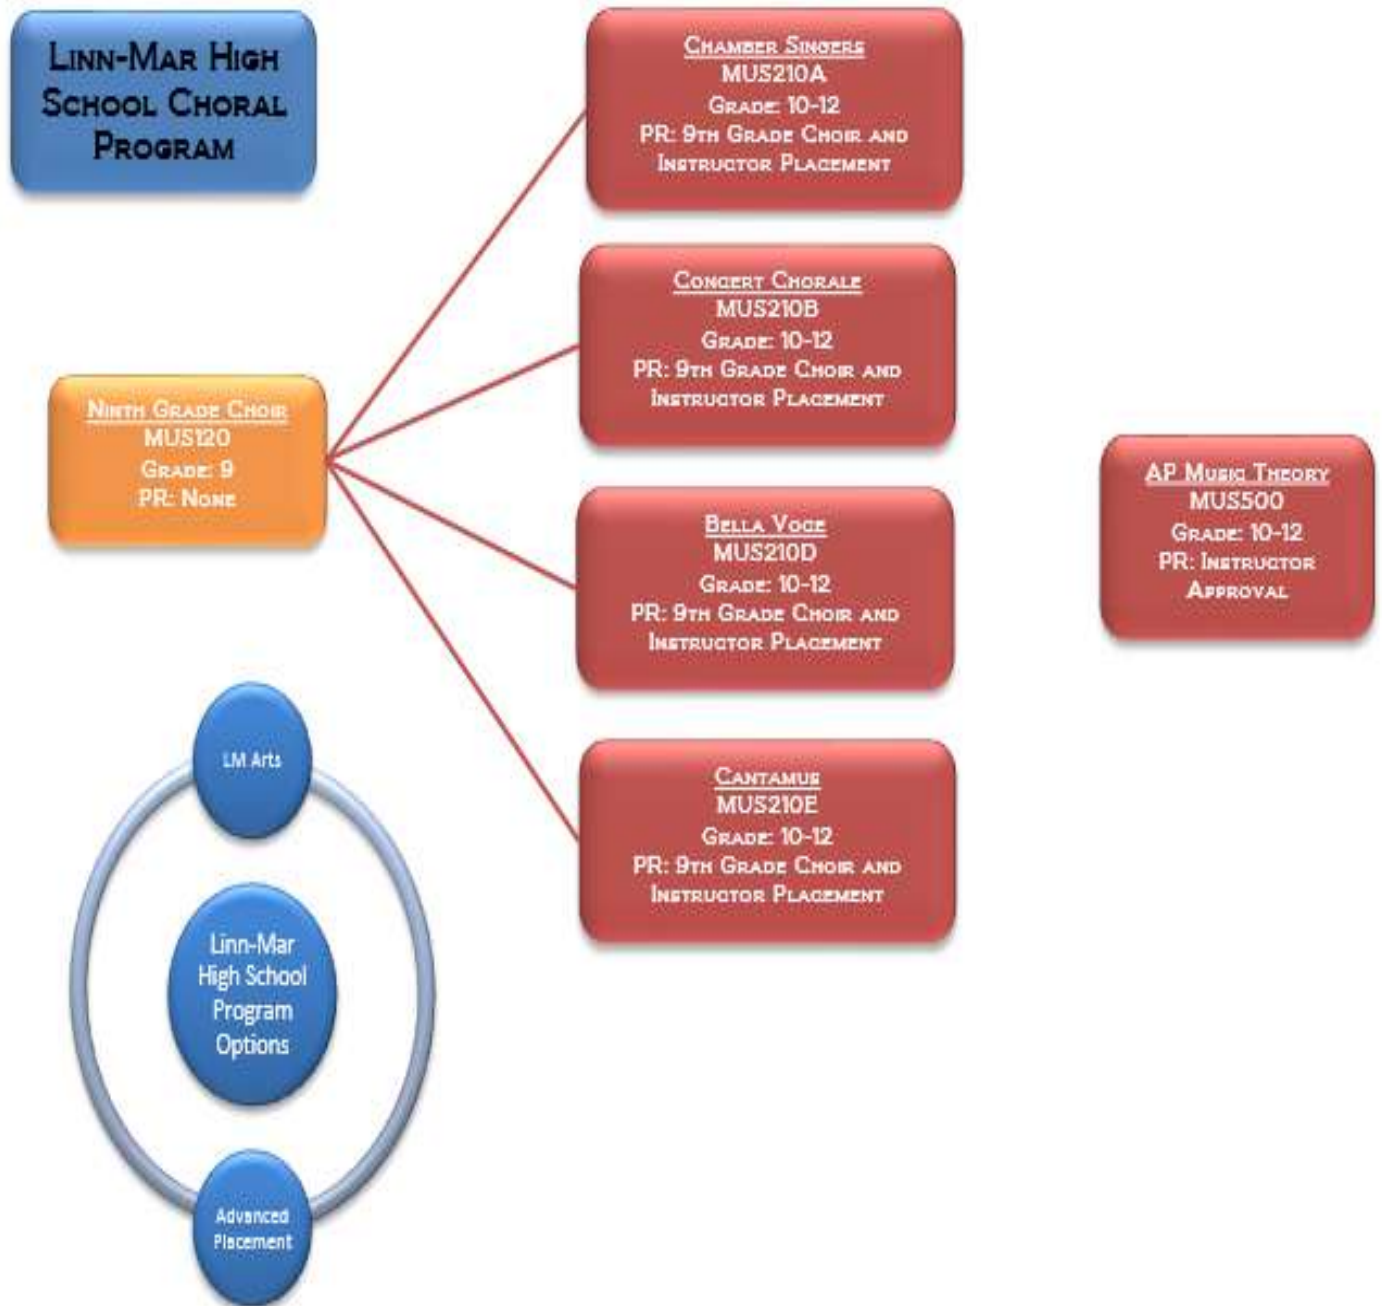 Linn-Mar High
School Choral
Program
Chamber Singers
MUS210A
Grade: 10-12
PR: 9th Grade Choir and
Instructor Placement
Concert Chorale
MUS210B
Grade: 10-12
PR: 9th Grade Choir and
Instructor Placement
Ninth Grade Choir
MUS120
Grade: 9
PR: None
Bella Voce
MUS210D
Grade: 10-12
PR: 9th Grade Choir and
Instructor Placement
AP Music Theory
MUS500
Grade: 10-12
PR: Instructor
Approval
Cantamus
MUS210E
Grade: 10-12
PR: 9th Grade Choir and
Instructor Placement
LM Arts
Linn-Mar
High School
Program
Options
Advanced
Placement